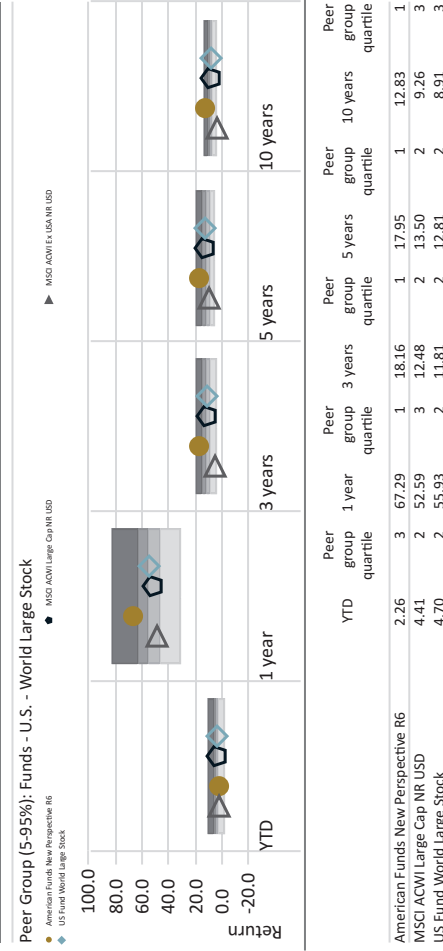 Peer Group (5-95%): Funds - U.S. - World Large Stock
American Funds New Perspective R6
MSCI ACWI Large Cap NR USD
MSCI ACWI Ex USA NR USD
US Fund World Large Stock
100.0
80.0
60.0
40.0
20.0
0.0
-20.0
Return
YTD
1 year
3 years
5 years
10 years
YTD Peer group quartile 1 year Peer group quartile 3 years Peer group quartile 5 years Peer group quartile 10 years Peer group quartile
American Funds New Perspective R6 2.26 3 67.29 1 18.16 1 17.95 1 12.83 1
MSCI ACWI Large Cap NR USD 4.41 2 52.59 3 12.48 2 13.50 2 9.26 3
US Fund World Large Stock 4.70 2 55.93 2 11.81 2 12.81 2 8.91 3